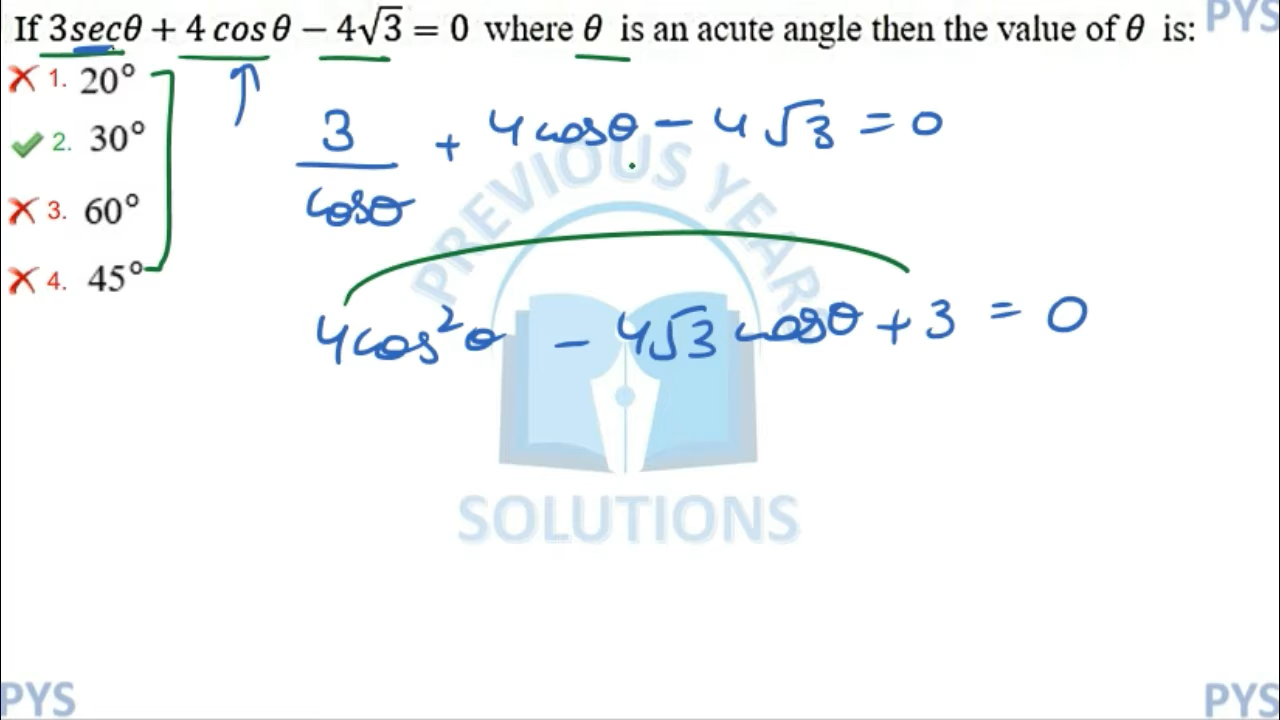 If 3secθ + 4 cos θ − 4√3 = 0 where θ is an acute angle then the value of θ is:
PYS
1. 20°
2. 30°
3. 60°
4. 45°
3/cosθ + 4cosθ − 4√3 = 0
4cos²θ − 4√3 cosθ + 3 = 0
PREVIOUS YEAR
SOLUTIONS
PYS
PYS